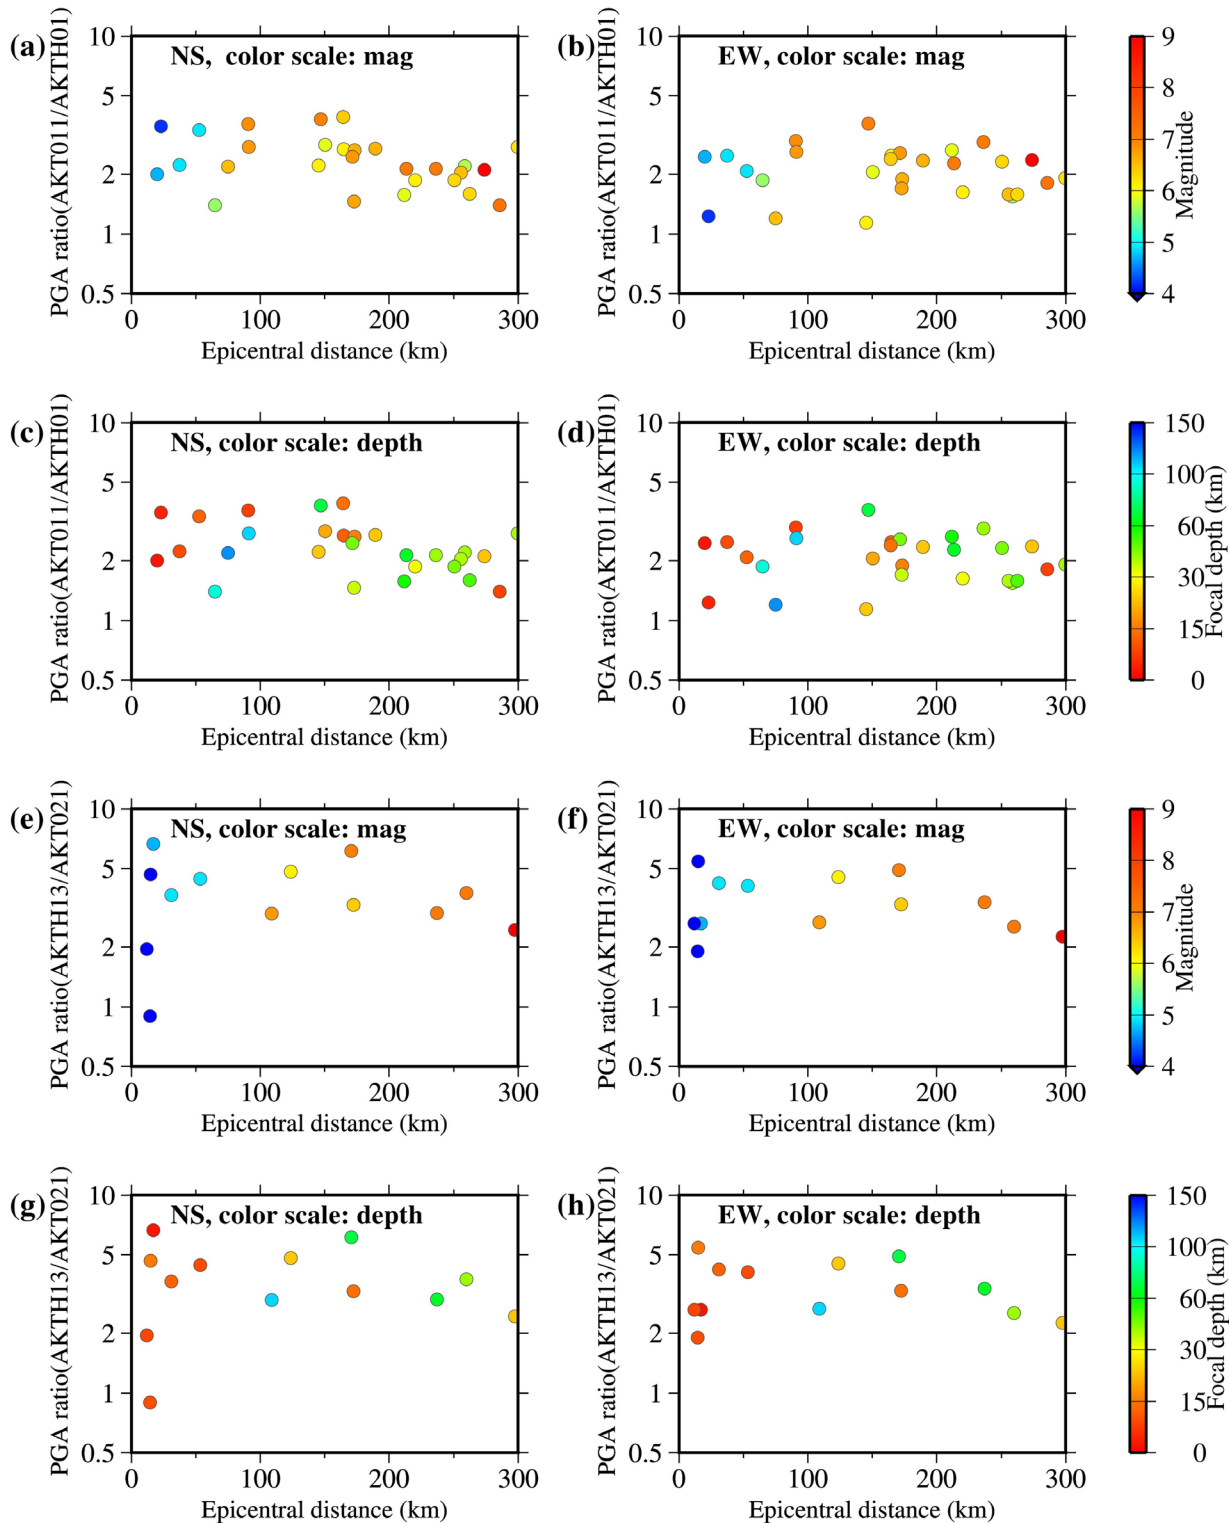 (a)
NS, color scale: mag
PGA ratio(AKT011/AKTH01)
10
5
2
1
0.5
0 100 200 300
Epicentral distance (km)
(b)
EW, color scale: mag
PGA ratio(AKT011/AKTH01)
10
5
2
1
0.5
0 100 200 300
Epicentral distance (km)
9
8
7
6
5
4
Magnitude
(c)
NS, color scale: depth
PGA ratio(AKT011/AKTH01)
10
5
2
1
0.5
0 100 200 300
Epicentral distance (km)
(d)
EW, color scale: depth
PGA ratio(AKT011/AKTH01)
10
5
2
1
0.5
0 100 200 300
Epicentral distance (km)
150
100
60
30
15
0
Focal depth (km)
(e)
NS, color scale: mag
PGA ratio(AKTH13/AKT021)
10
5
2
1
0.5
0 100 200 300
Epicentral distance (km)
(f)
EW, color scale: mag
PGA ratio(AKTH13/AKT021)
10
5
2
1
0.5
0 100 200 300
Epicentral distance (km)
9
8
7
6
5
4
Magnitude
(g)
NS, color scale: depth
PGA ratio(AKTH13/AKT021)
10
5
2
1
0.5
0 100 200 300
Epicentral distance (km)
(h)
EW, color scale: depth
PGA ratio(AKTH13/AKT021)
10
5
2
1
0.5
0 100 200 300
Epicentral distance (km)
150
100
60
30
15
0
Focal depth (km)